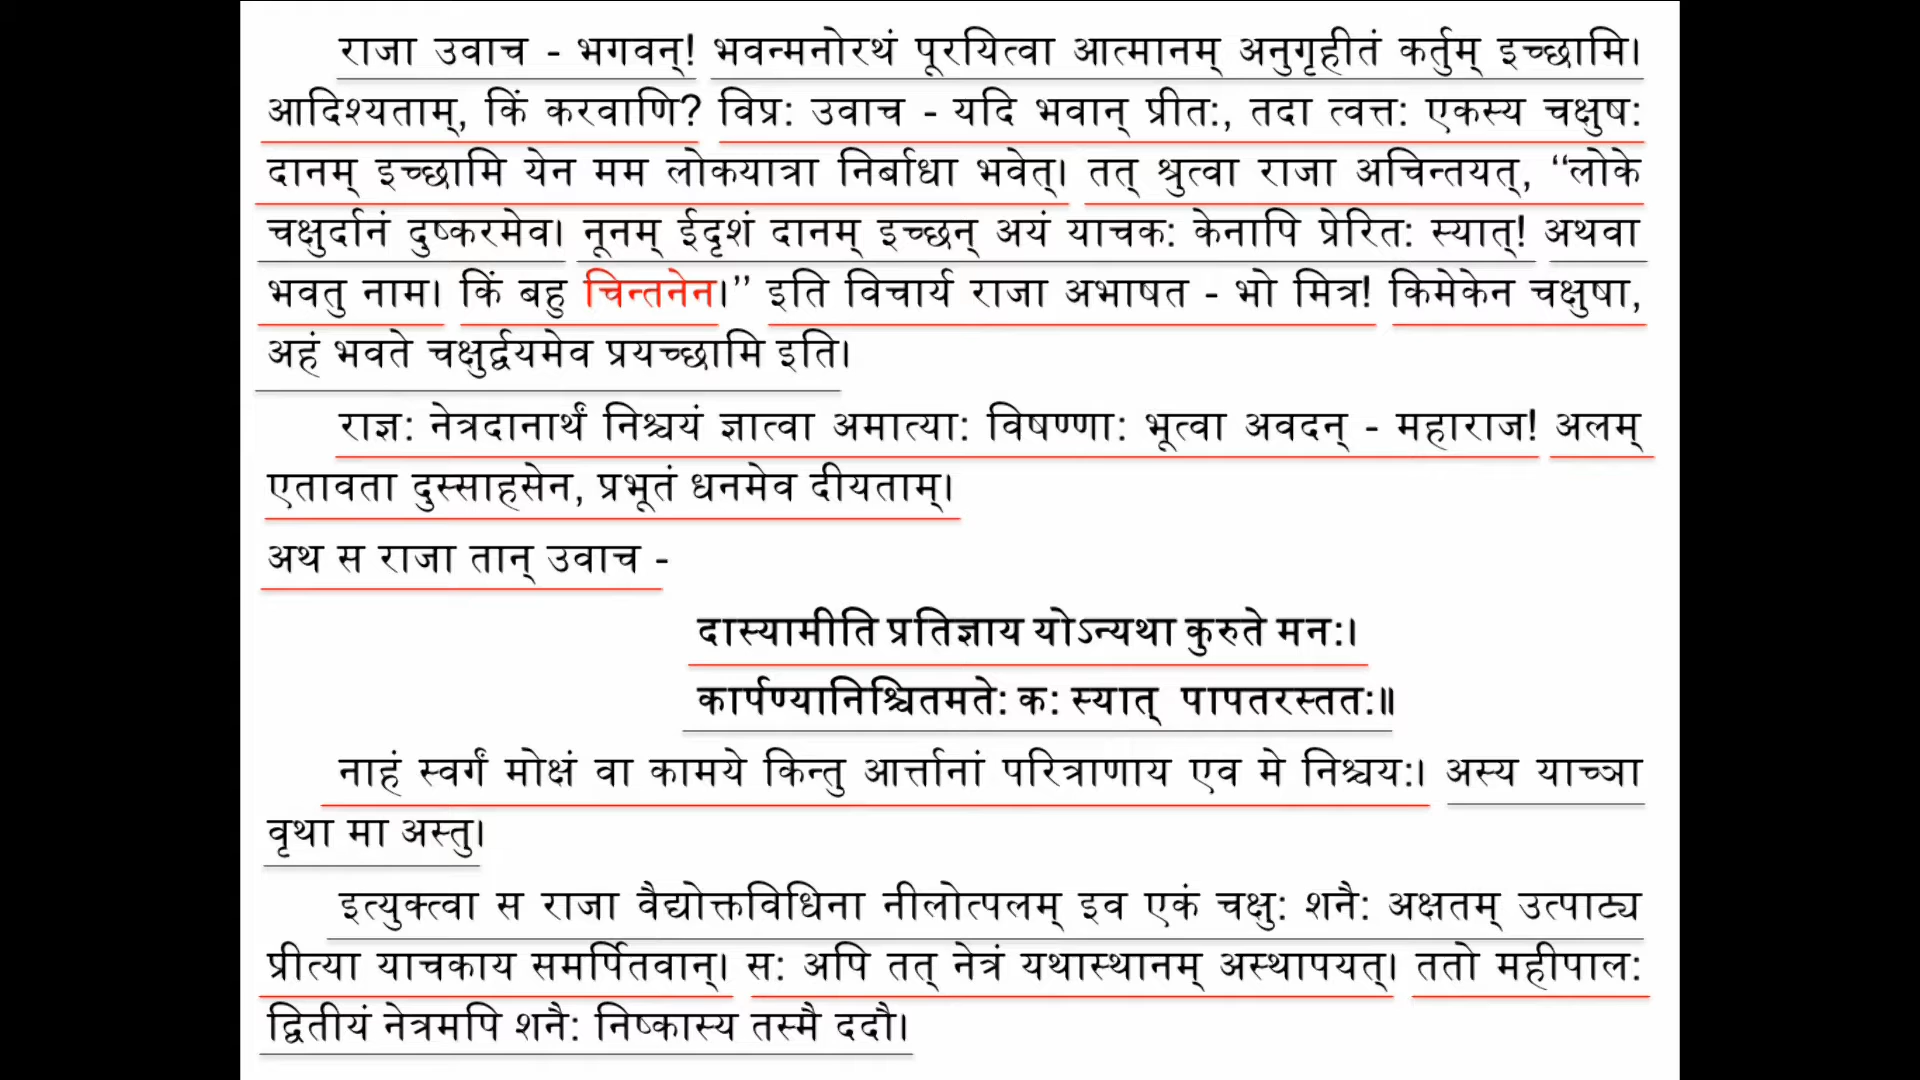 राजा उवाच - भगवन्! भवन्मनोरथं पूरयित्वा आत्मानम् अनुगृहीतं कर्तुम् इच्छामि।
आदिश्यताम्, किं करवाणि? विप्र: उवाच - यदि भवान् प्रीत:, तदा त्वत्त: एकस्य चक्षुष:
दानम् इच्छामि येन मम लोकयात्रा निर्बाधा भवेत्। तत् श्रुत्वा राजा अचिन्तयत्, ‘‘लोके
चक्षुर्दानं दुष्करमेव। नूनम् ईदृशं दानम् इच्छन् अयं याचक: केनापि प्रेरित: स्यात्! अथवा
भवतु नाम। किं बहु चिन्तनेन।’’ इति विचार्य राजा अभाषत - भो मित्र! किमेकेन चक्षुषा,
अहं भवते चक्षुर्द्वयमेव प्रयच्छामि इति।
राज्ञ: नेत्रदानार्थं निश्चयं ज्ञात्वा अमात्या: विषण्णा: भूत्वा अवदन् - महाराज! अलम्
एतावता दुस्साहसेन, प्रभूतं धनमेव दीयताम्।
अथ स राजा तान् उवाच -
दास्यामीति प्रतिज्ञाय योऽन्यथा कुरुते मन:।
कार्पण्यानिश्चितमते: क: स्यात् पापतरस्तत:॥
नाहं स्वर्गं मोक्षं वा कामये किन्तु आर्त्तानां परित्राणाय एव मे निश्चय:। अस्य याच्ञा
वृथा मा अस्तु।
इत्युक्त्वा स राजा वैद्योक्तविधिना नीलोत्पलम् इव एकं चक्षु: शनै: अक्षतम् उत्पाट्य
प्रीत्या याचकाय समर्पितवान्। स: अपि तत् नेत्रं यथास्थानम् अस्थापयत्। ततो महीपाल:
द्वितीयं नेत्रमपि शनै: निष्कास्य तस्मै ददौ।